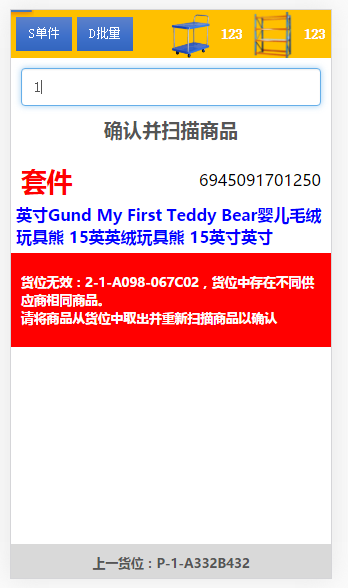 S单件 D批量 123 123
1
确认并扫描商品
套件 6945091701250
英寸Gund My First Teddy Bear婴儿毛绒
玩具熊 15英英绒玩具熊 15英寸英寸
货位无效：2-1-A098-067C02，货位中存在不同供
应商相同商品。
请将商品从货位中取出并重新扫描商品以确认
上一货位：P-1-A332B432